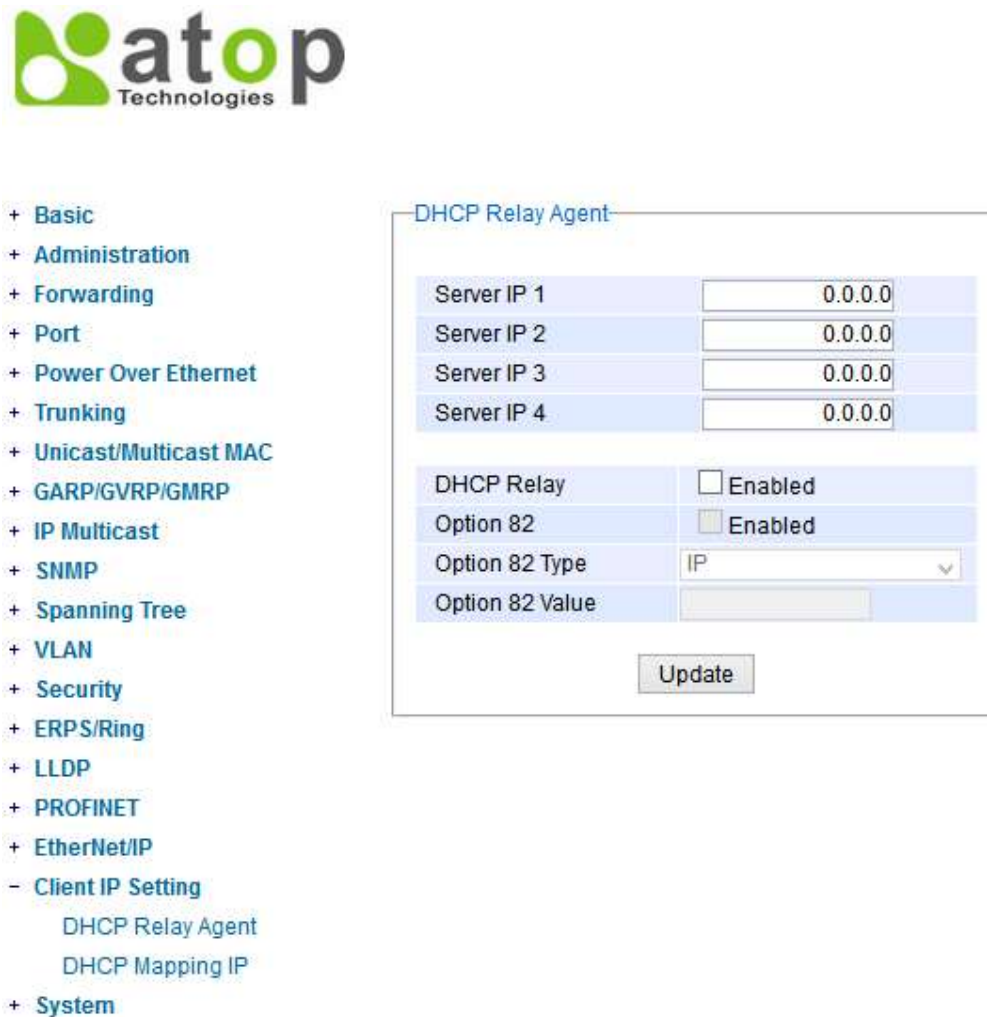 atop
Technologies
+ Basic
+ Administration
+ Forwarding
+ Port
+ Power Over Ethernet
+ Trunking
+ Unicast/Multicast MAC
+ GARP/GVRP/GMRP
+ IP Multicast
+ SNMP
+ Spanning Tree
+ VLAN
+ Security
+ ERPS/Ring
+ LLDP
+ PROFINET
+ EtherNet/IP
- Client IP Setting
DHCP Relay Agent
DHCP Mapping IP
+ System
DHCP Relay Agent
Server IP 1 0.0.0.0
Server IP 2 0.0.0.0
Server IP 3 0.0.0.0
Server IP 4 0.0.0.0
DHCP Relay Enabled
Option 82 Enabled
Option 82 Type IP
Option 82 Value
Update